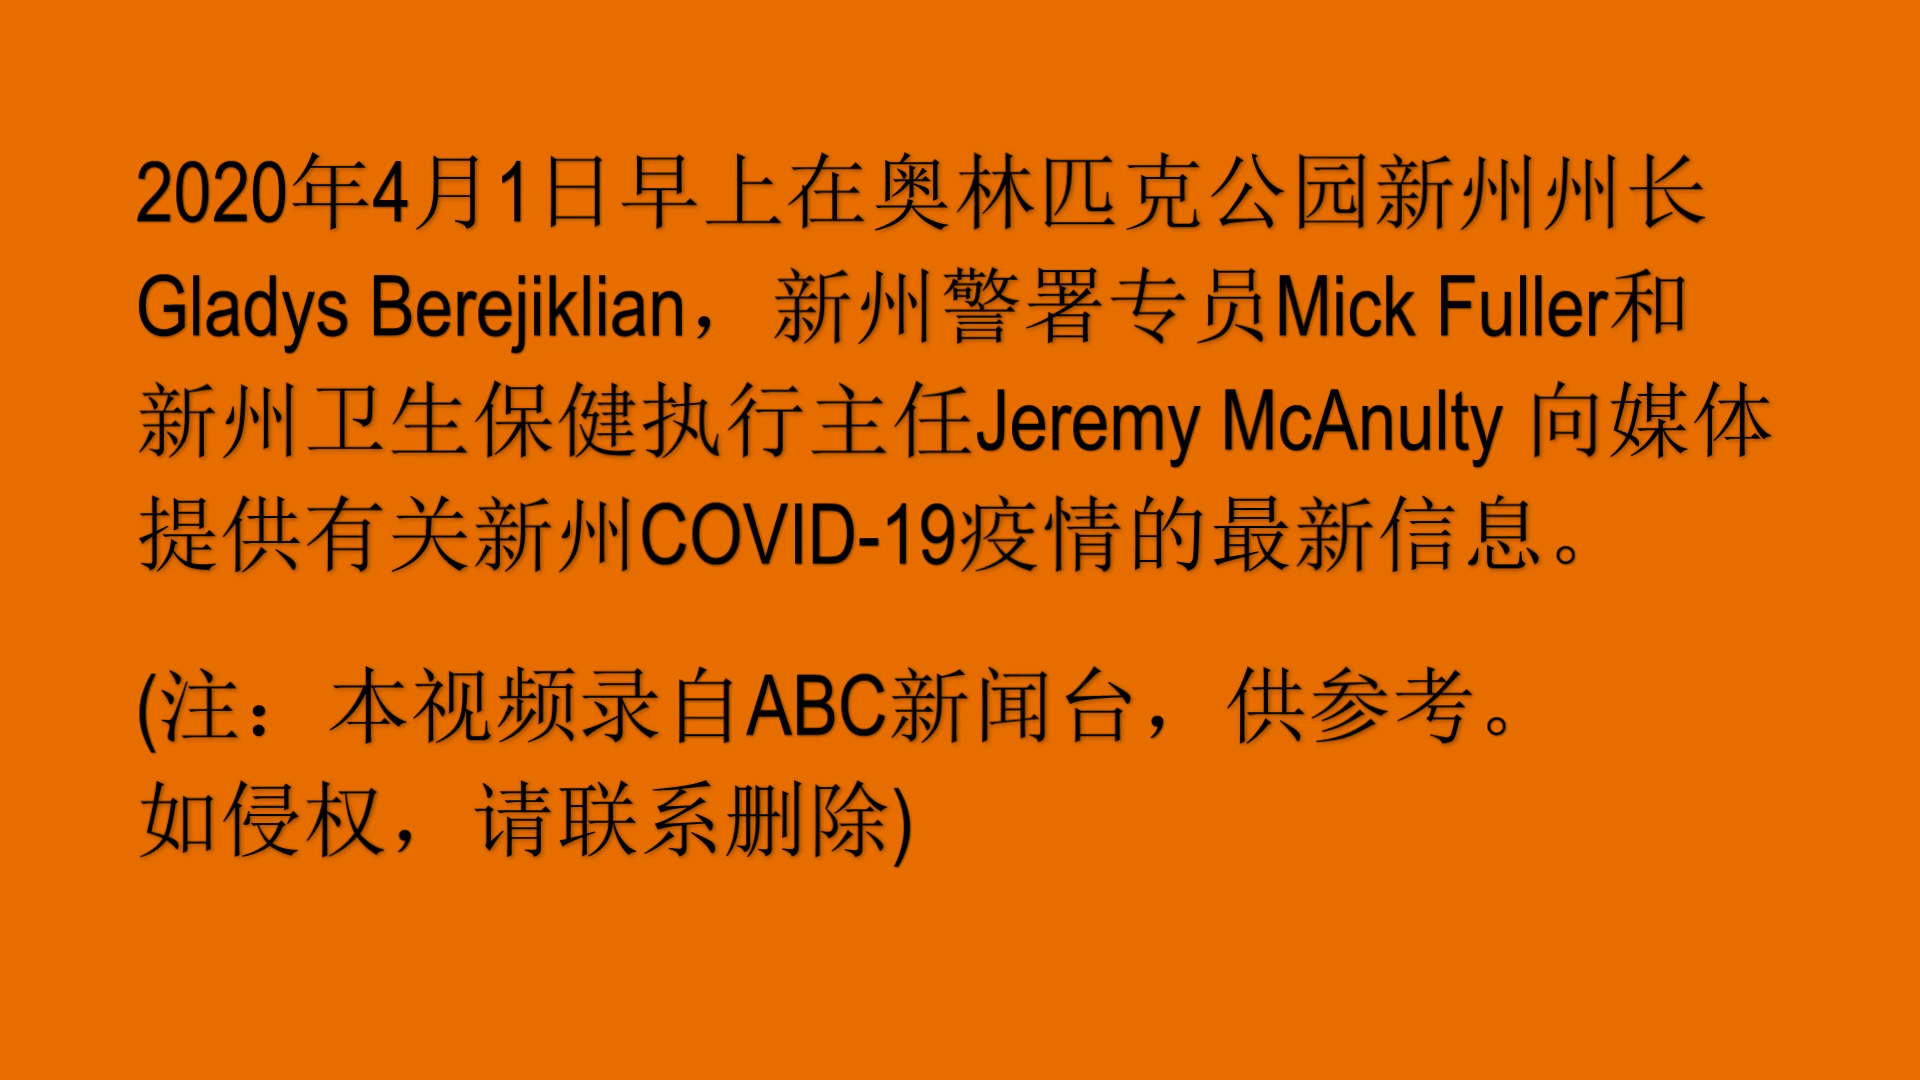 2020年4月1日早上在奥林匹克公园新州州长
Gladys Berejiklian，新州警署专员Mick Fuller和
新州卫生保健执行主任Jeremy McAnulty 向媒体
提供有关新州COVID-19疫情的最新信息。
(注：本视频录自ABC新闻台，供参考。
如侵权，请联系删除)